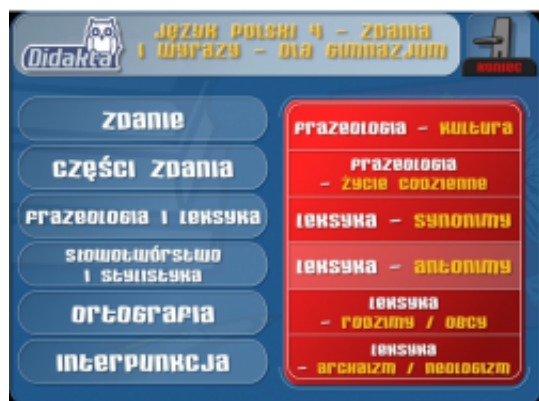 Didakta
Język polski 4 – zdania
i wyrazy – dla gimnazjum
koniec
zdanie
części zdania
frazeologia i leksyka
słowotwórstwo
i stylistyka
ortografia
interpunkcja
frazeologia – kultura
frazeologia
– życie codzienne
leksyka – synonimy
leksyka – antonimy
leksyka
– rodzimy / obcy
leksyka
– archaizm / neologizm